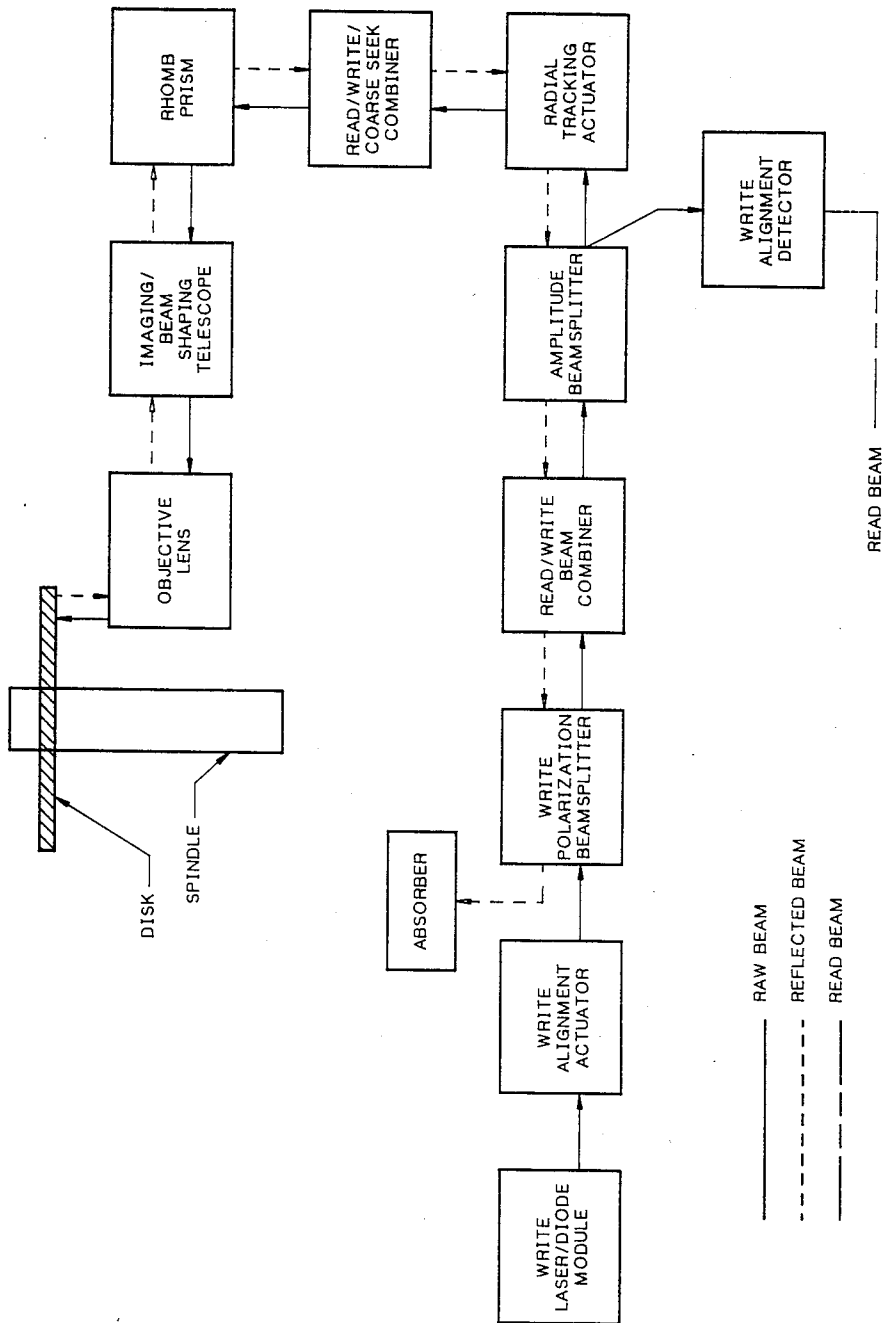 DISK
SPINDLE
OBJECTIVE
LENS
IMAGING/
BEAM
SHAPING
TELESCOPE
RHOMB
PRISM
READ/WRITE/
COARSE SEEK
COMBINER
ABSORBER
WRITE
LASER/DIODE
MODULE
WRITE
ALIGNMENT
ACTUATOR
WRITE
POLARIZATION
BEAMSPLITTER
READ/WRITE
BEAM
COMBINER
AMPLITUDE
BEAMSPLITTER
RADIAL
TRACKING
ACTUATOR
WRITE
ALIGNMENT
DETECTOR
RAW BEAM
REFLECTED BEAM
READ BEAM
READ BEAM